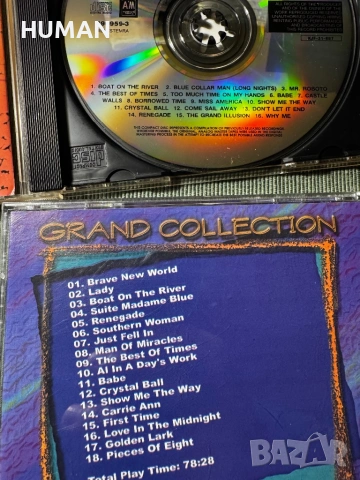 HUMAN
959-3
A&M
1. BOAT ON THE RIVER 2. BLUE COLLAR MAN (LONG NIGHTS) 3. MR. ROBOTO
4. THE BEST OF TIMES 5. TOO MUCH TIME ON MY HANDS 6. BABE 7. CASTLE
WALLS 8. BORROWED TIME 9. MISS AMERICA 10. SHOW ME THE WAY
11. CRYSTAL BALL 12. COME SAIL AWAY 13. DON'T LET IT END
14. RENEGADE 15. THE GRAND ILLUSION 16. WHY ME
GRAND COLLECTION
01. Brave New World
02. Lady
03. Boat On The River
04. Suite Madame Blue
05. Renegade
06. Southern Woman
07. Just Fell In
08. Man Of Miracles
09. The Best Of Times
10. Al In A Day's Work
11. Babe
12. Crystal Ball
13. Show Me The Way
14. Carrie Ann
15. First Time
16. Love In The Midnight
17. Golden Lark
18. Pieces Of Eight
Total Play Time: 78:28
BAZAR